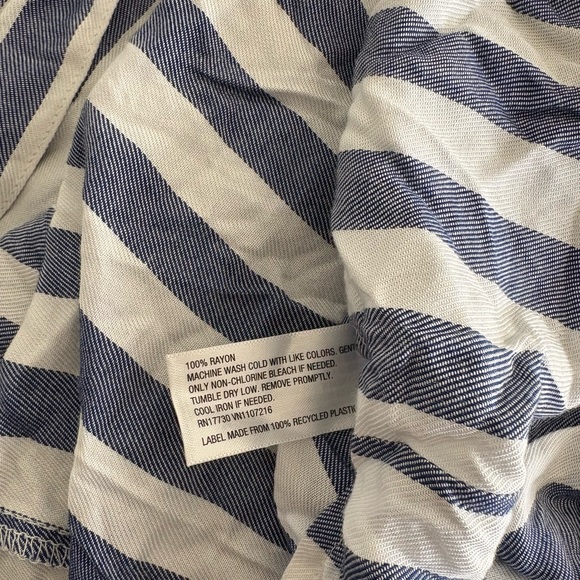 100% RAYON
MACHINE WASH COLD WITH LIKE COLORS.
ONLY NON-CHLORINE BLEACH IF NEEDED.
TUMBLE DRY LOW. REMOVE PROMPTLY.
COOL IRON IF NEEDED.
RN17730 VN1107216
LABEL MADE FROM 100% RECYCLED